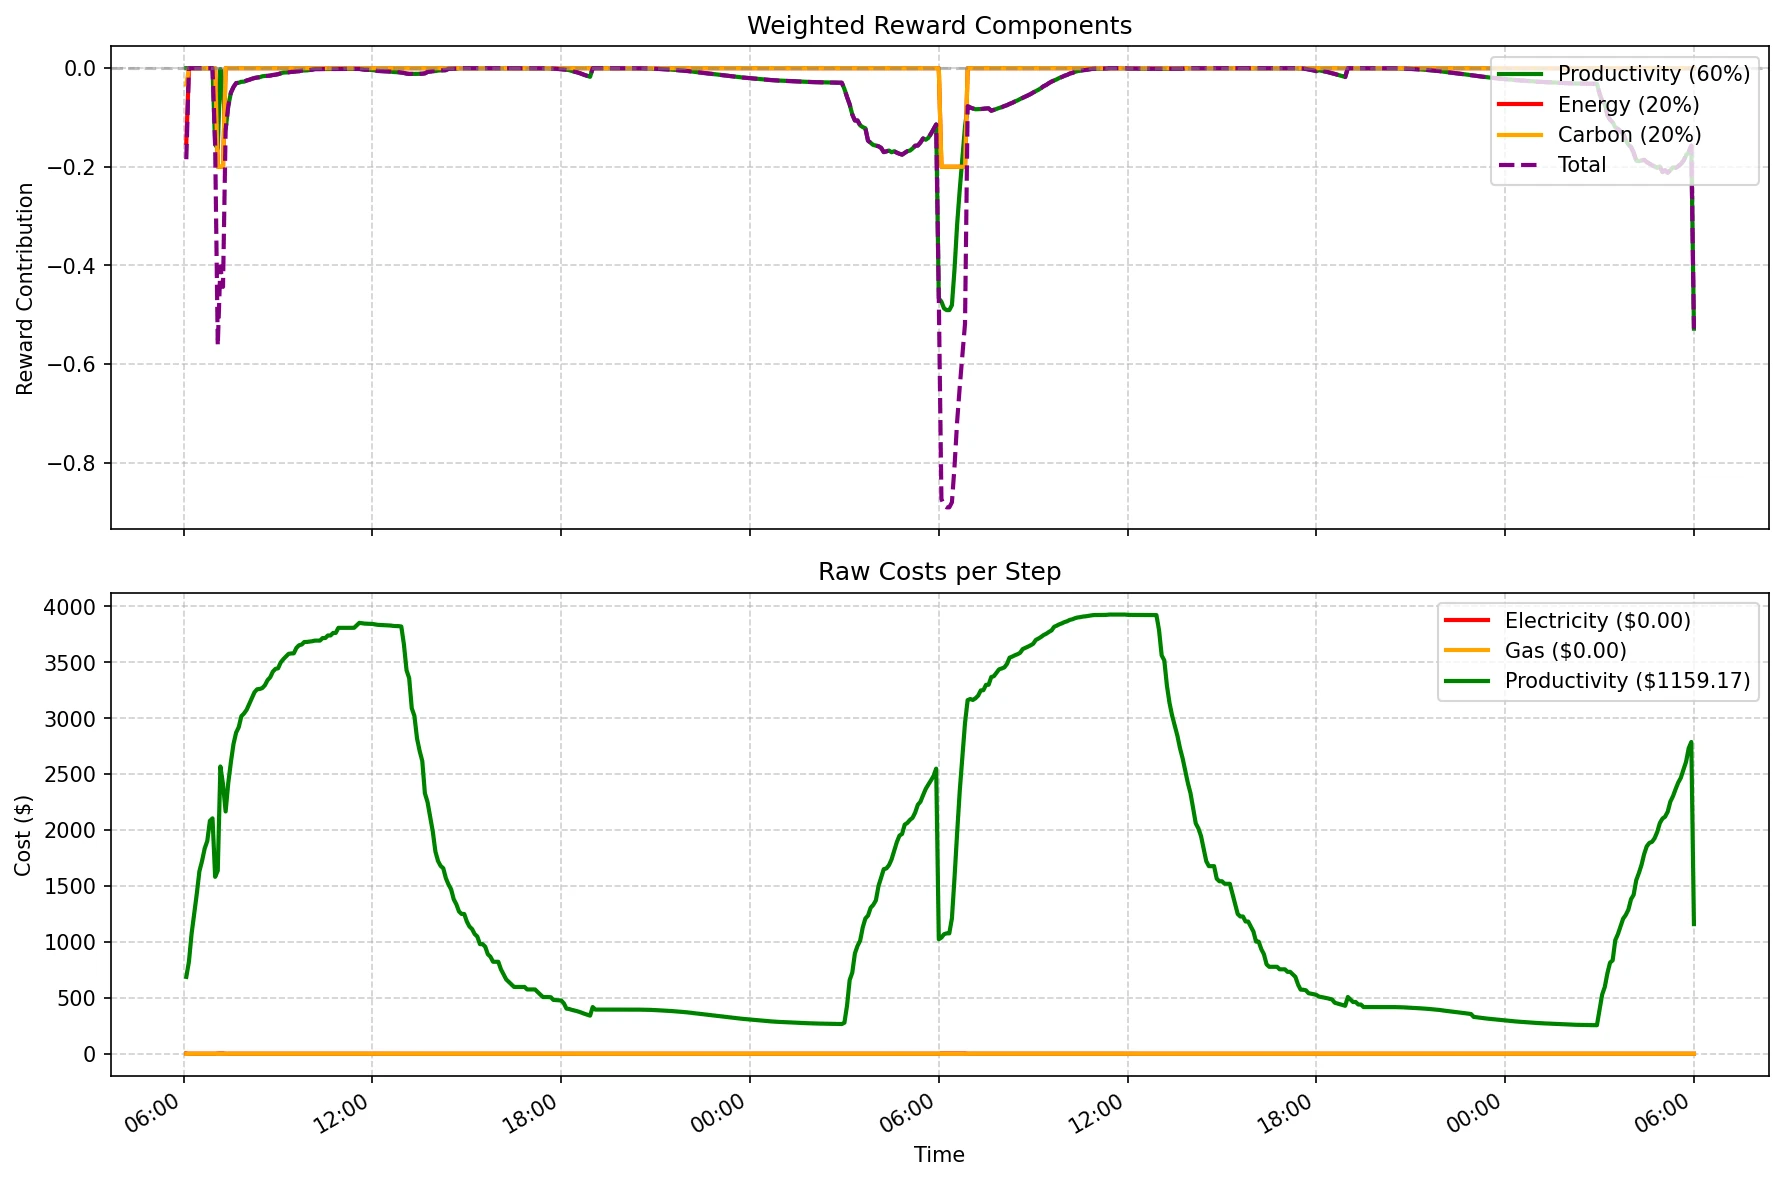 Weighted Reward Components
0.0
−0.2
−0.4
−0.6
−0.8
Reward Contribution
Productivity (60%)
Energy (20%)
Carbon (20%)
Total
Raw Costs per Step
4000
3500
3000
2500
2000
1500
1000
500
0
Cost ($)
Electricity ($0.00)
Gas ($0.00)
Productivity ($1159.17)
06:00
12:00
18:00
00:00
06:00
12:00
18:00
00:00
06:00
Time